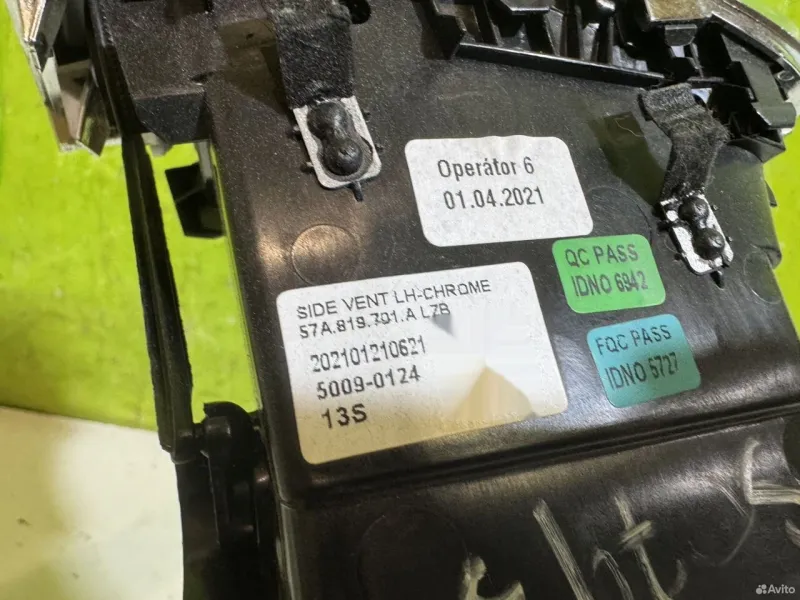 Operátor 6
01.04.2021
QC PASS
IDNO 6942
SIDE VENT LH-CHROME
57A.819.701.A LZB
202101210621
5009-0124
13S
FQC PASS
IDNO 5727
Avito